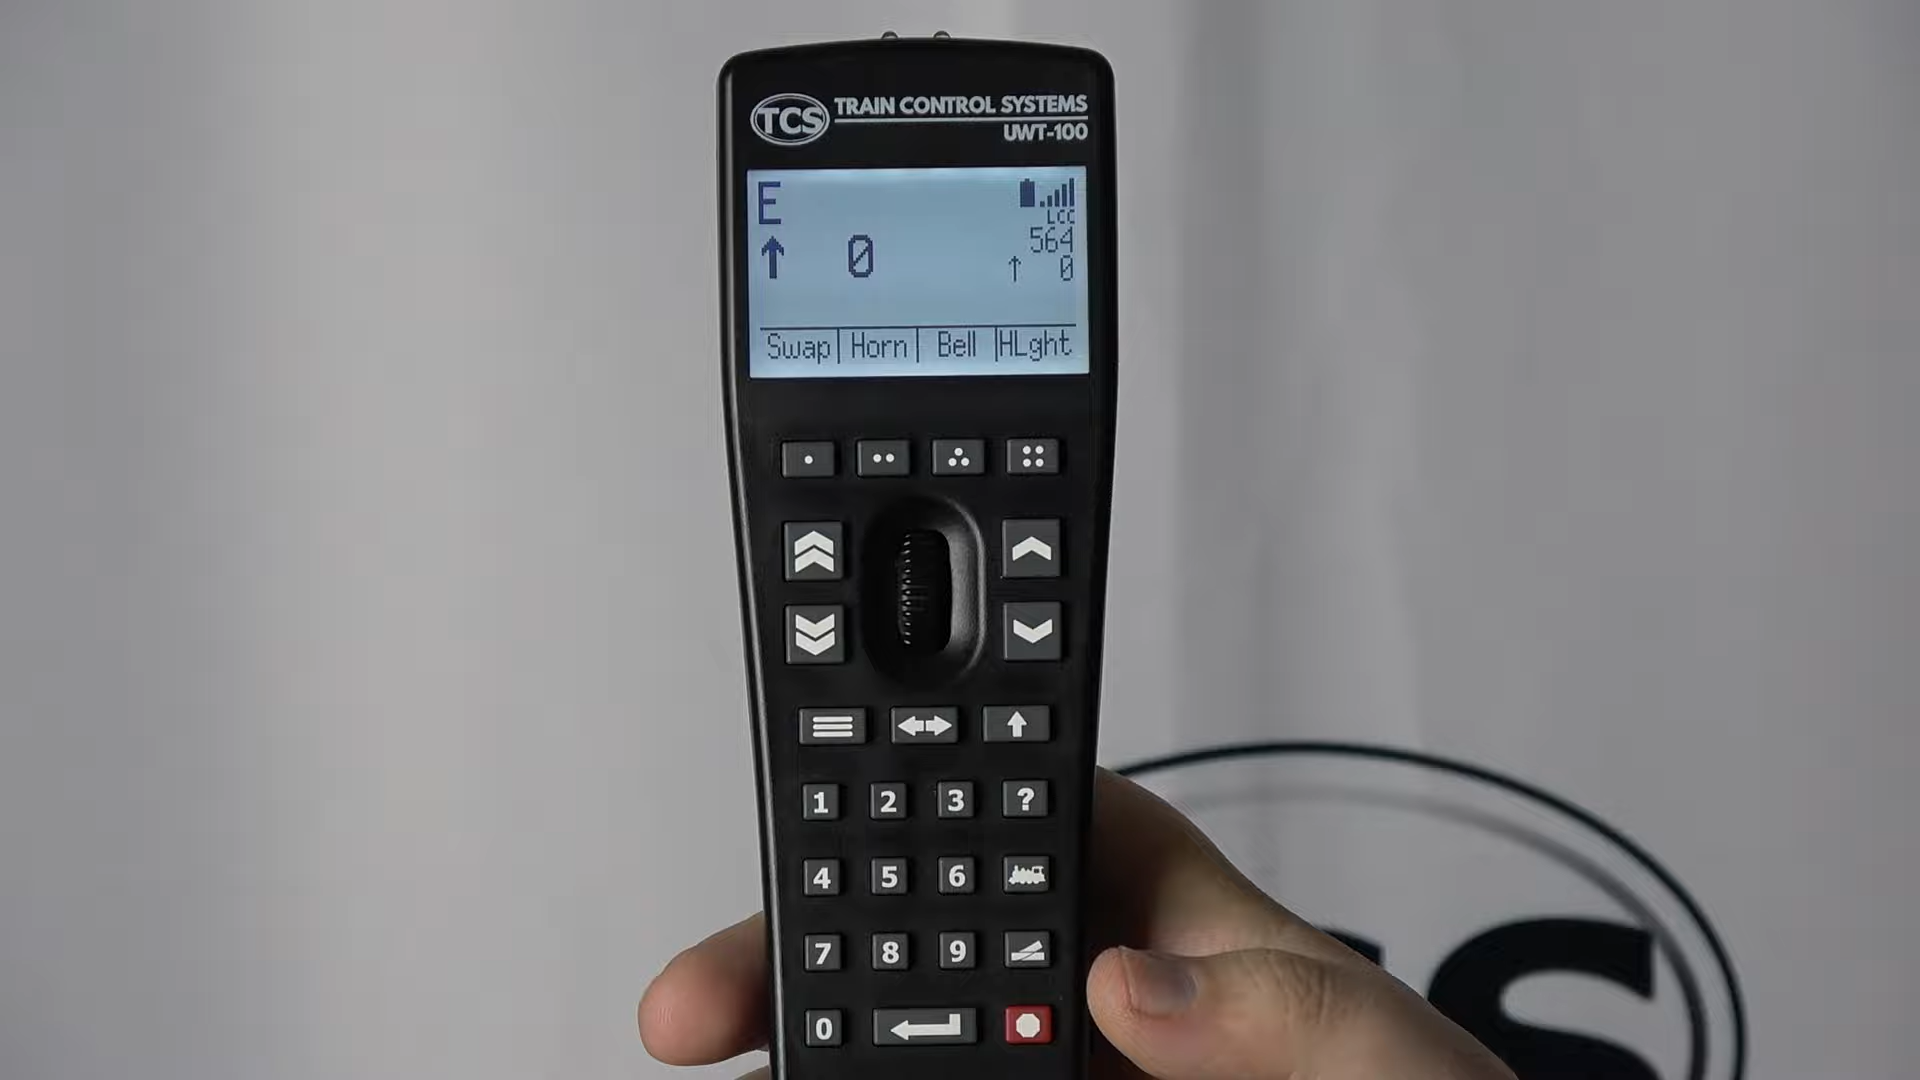 TCS TRAIN CONTROL SYSTEMS
UWT-100
E
LCC
564
↑ 0 ↑ 0
Swap Horn Bell HLght
1 2 3 ?
4 5 6
7 8 9
0
S